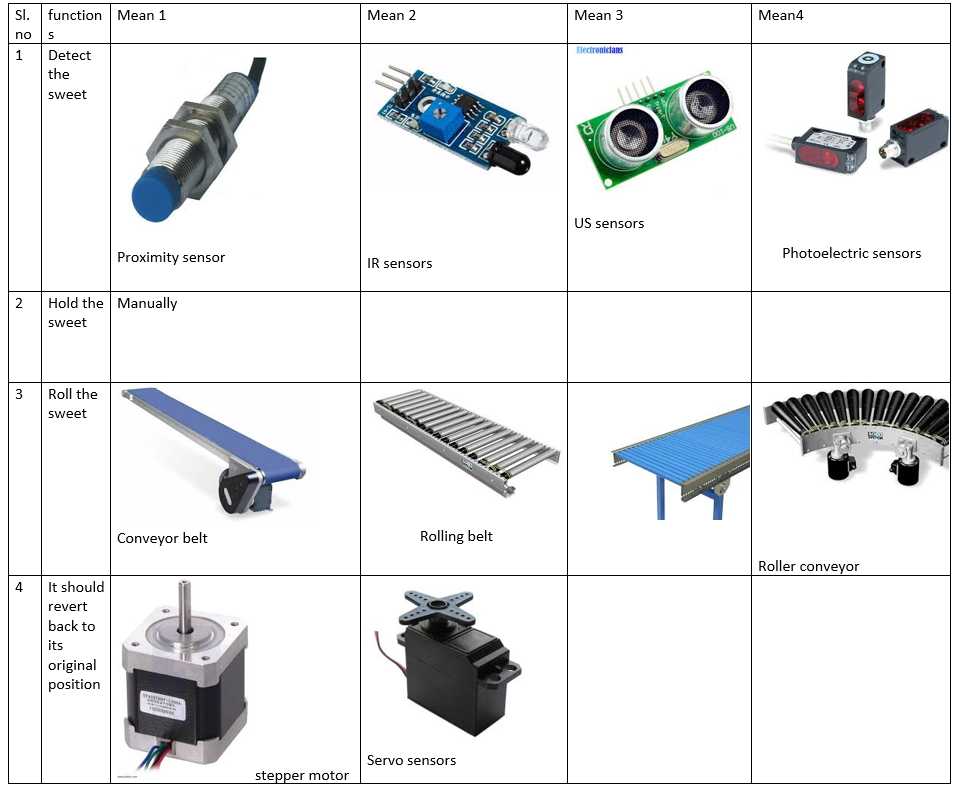 Sl. no
functions
Mean 1
Mean 2
Mean 3
Mean4
1
Detect the sweet
Proximity sensor
IR sensors
Electronicians
US sensors
Photoelectric sensors
2
Hold the sweet
Manually
3
Roll the sweet
Conveyor belt
Rolling belt
Roller conveyor
4
It should revert back to its original position
stepper motor
Servo sensors